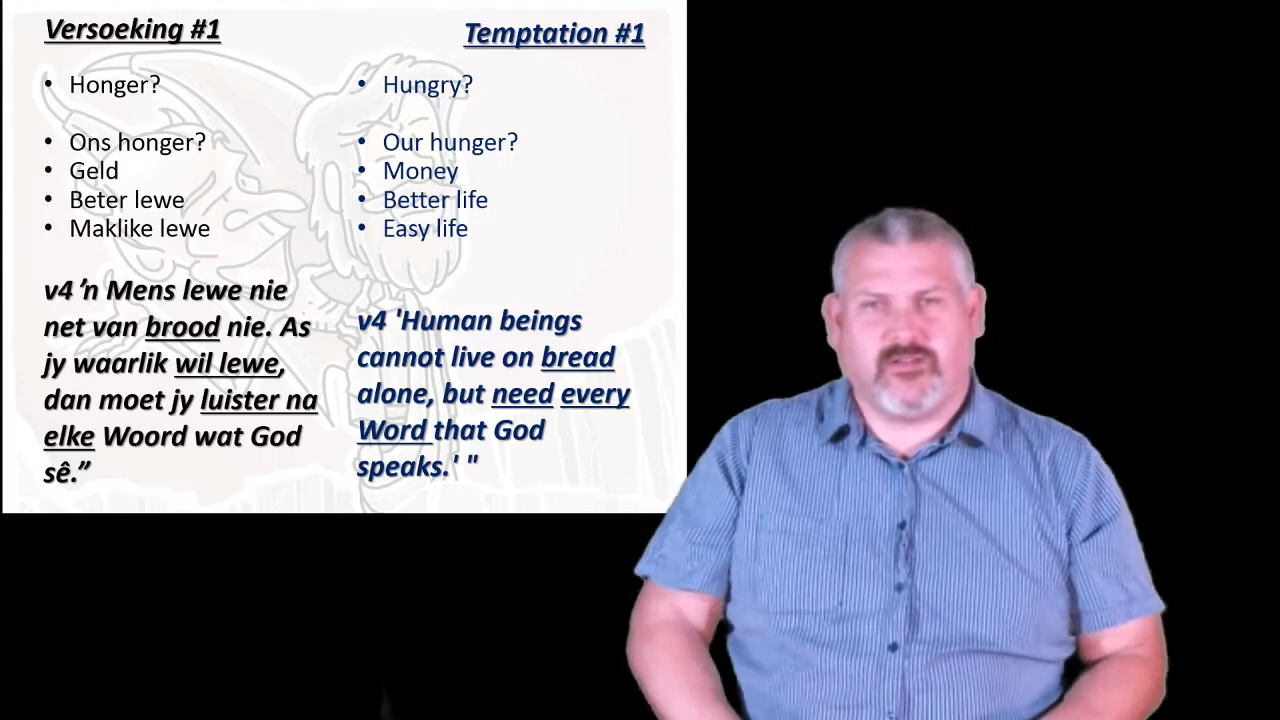 Versoeking #1
• Honger?
• Ons honger?
• Geld
• Beter lewe
• Maklike lewe
v4 ’n Mens lewe nie
net van brood nie. As
jy waarlik wil lewe,
dan moet jy luister na
elke Woord wat God
sê.”
Temptation #1
• Hungry?
• Our hunger?
• Money
• Better life
• Easy life
v4 'Human beings
cannot live on bread
alone, but need every
Word that God
speaks.' "